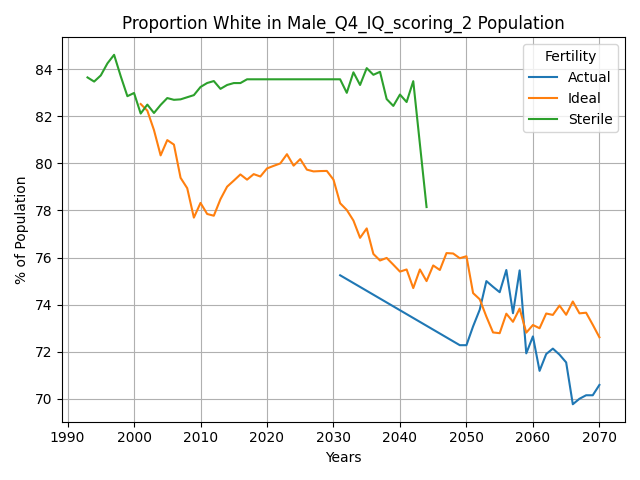 Proportion White in Male_Q4_IQ_scoring_2 Population
Fertility
Actual
Ideal
Sterile
% of Population
84
82
80
78
76
74
72
70
1990 2000 2010 2020 2030 2040 2050 2060 2070
Years